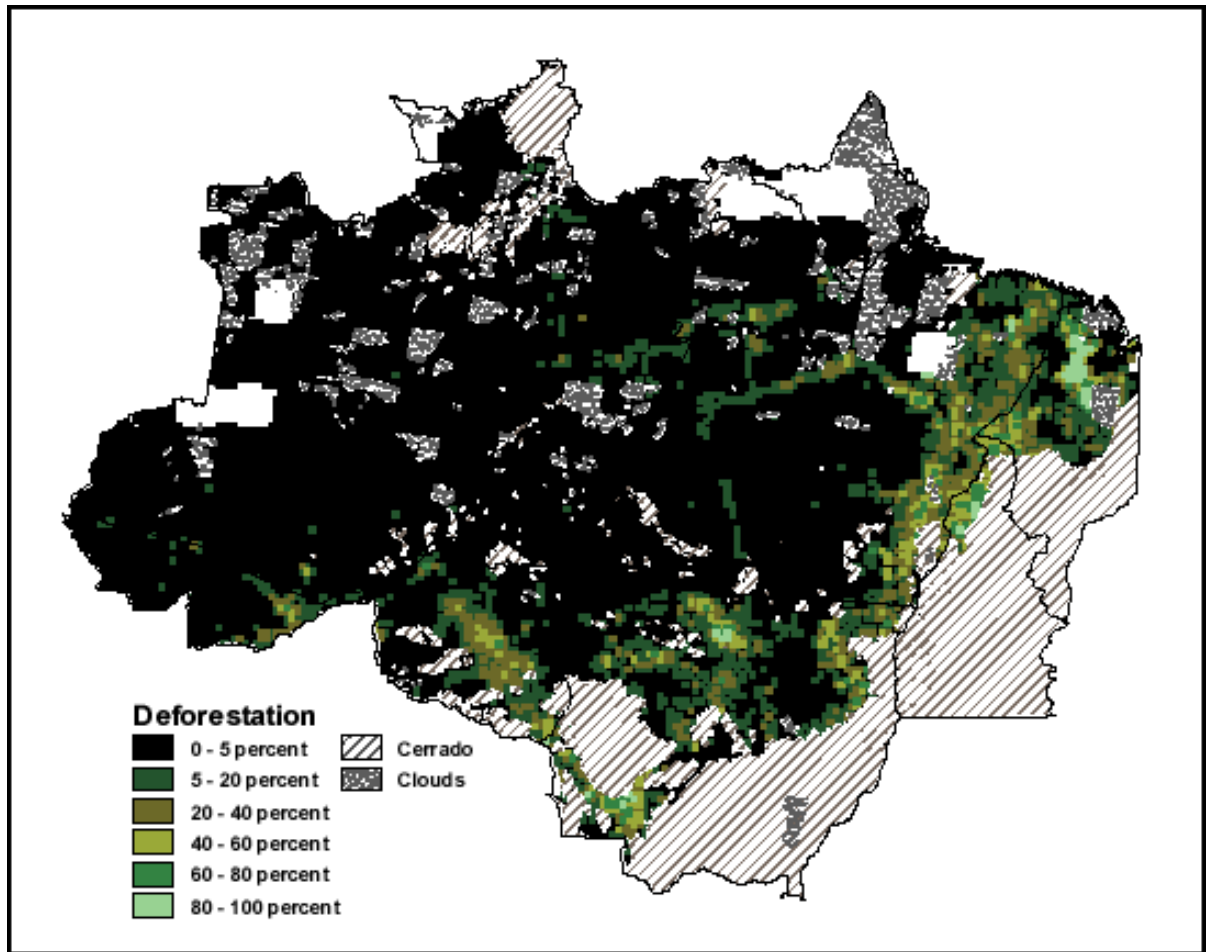 Deforestation
0 - 5 percent
5 - 20 percent
20 - 40 percent
40 - 60 percent
60 - 80 percent
80 - 100 percent
Cerrado
Clouds